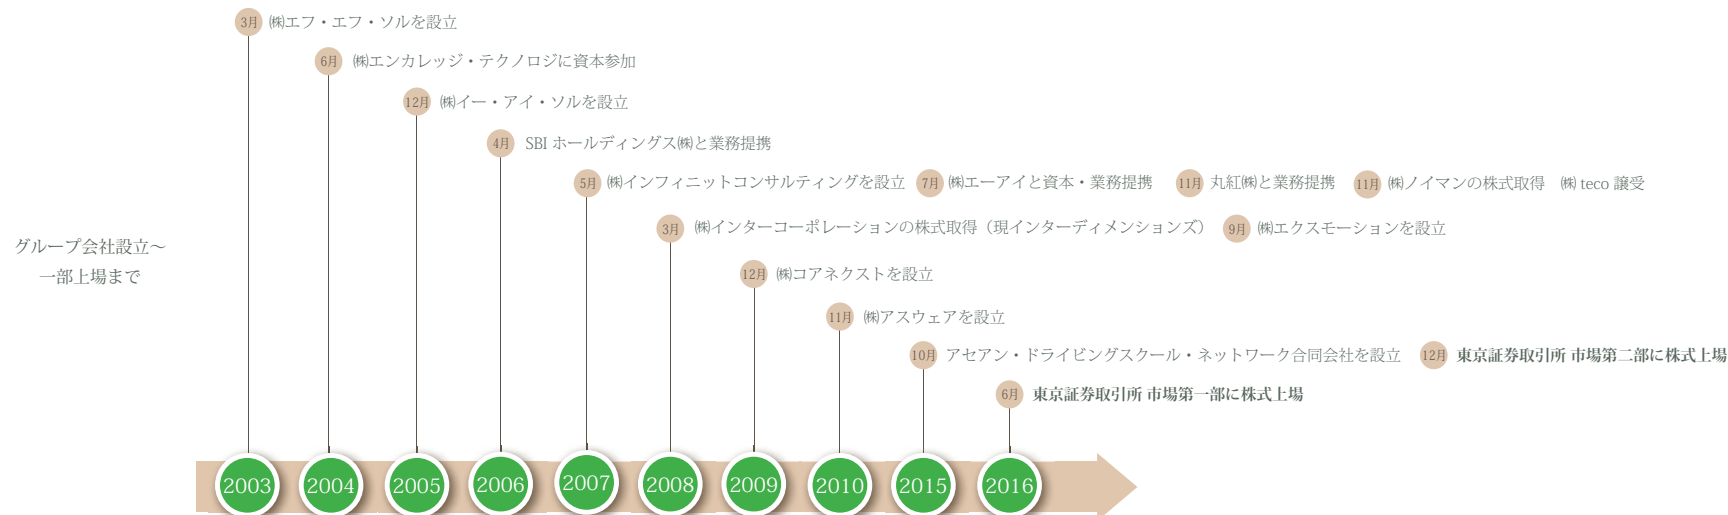 3月 ㈱エフ・エフ・ソルを設立
6月 ㈱エンカレッジ・テクノロジに資本参加
12月 ㈱イー・アイ・ソルを設立
4月 SBI ホールディングス㈱と業務提携
5月 ㈱インフィニットコンサルティングを設立 7月 ㈱エーアイと資本・業務提携 11月 丸紅㈱と業務提携 11月 ㈱ノイマンの株式取得　㈱ teco 譲受
3月 ㈱インターコーポレーションの株式取得（現インターディメンションズ） 9月 ㈱エクスモーションを設立
グループ会社設立〜
一部上場まで
12月 ㈱コアネクストを設立
11月 ㈱アスウェアを設立
10月 アセアン・ドライビングスクール・ネットワーク合同会社を設立 12月 東京証券取引所 市場第二部に株式上場
6月 東京証券取引所 市場第一部に株式上場
2003 2004 2005 2006 2007 2008 2009 2010 2015 2016